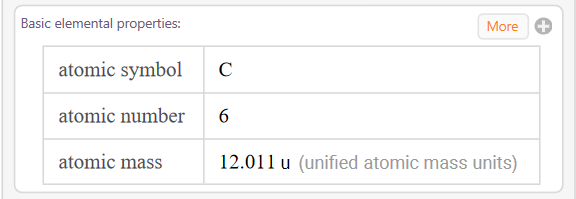 Basic elemental properties:
More
atomic symbol C
atomic number 6
atomic mass 12.011 u (unified atomic mass units)